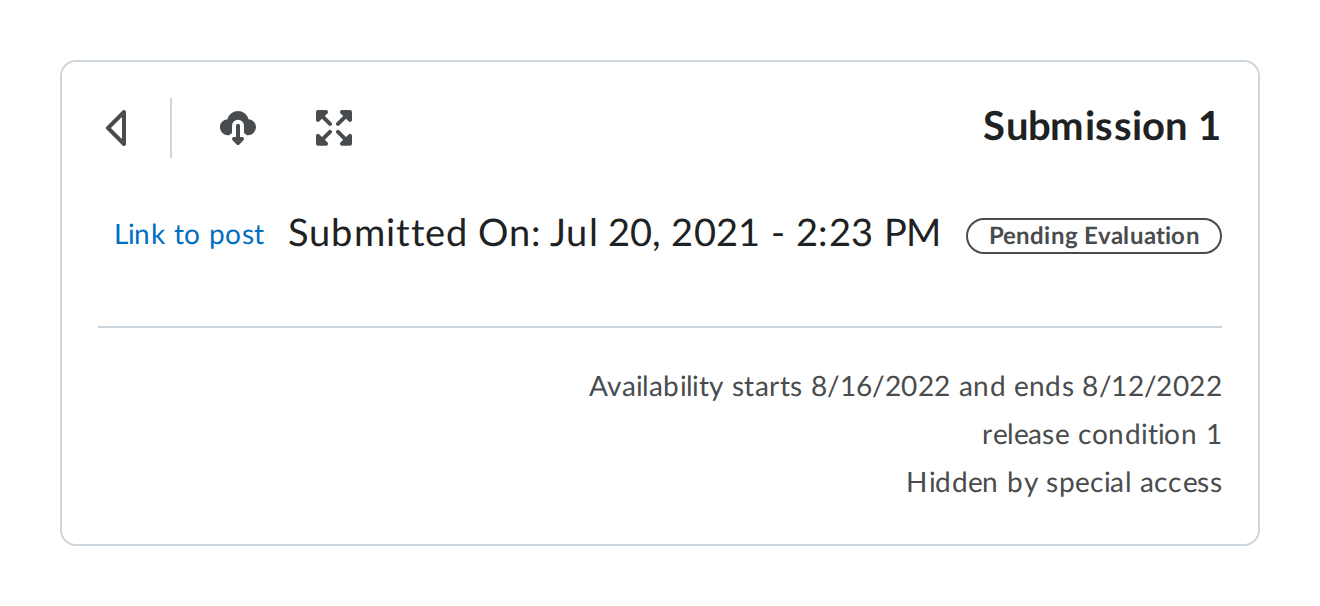 Submission 1
Link to post Submitted On: Jul 20, 2021 - 2:23 PM Pending Evaluation
Availability starts 8/16/2022 and ends 8/12/2022
release condition 1
Hidden by special access